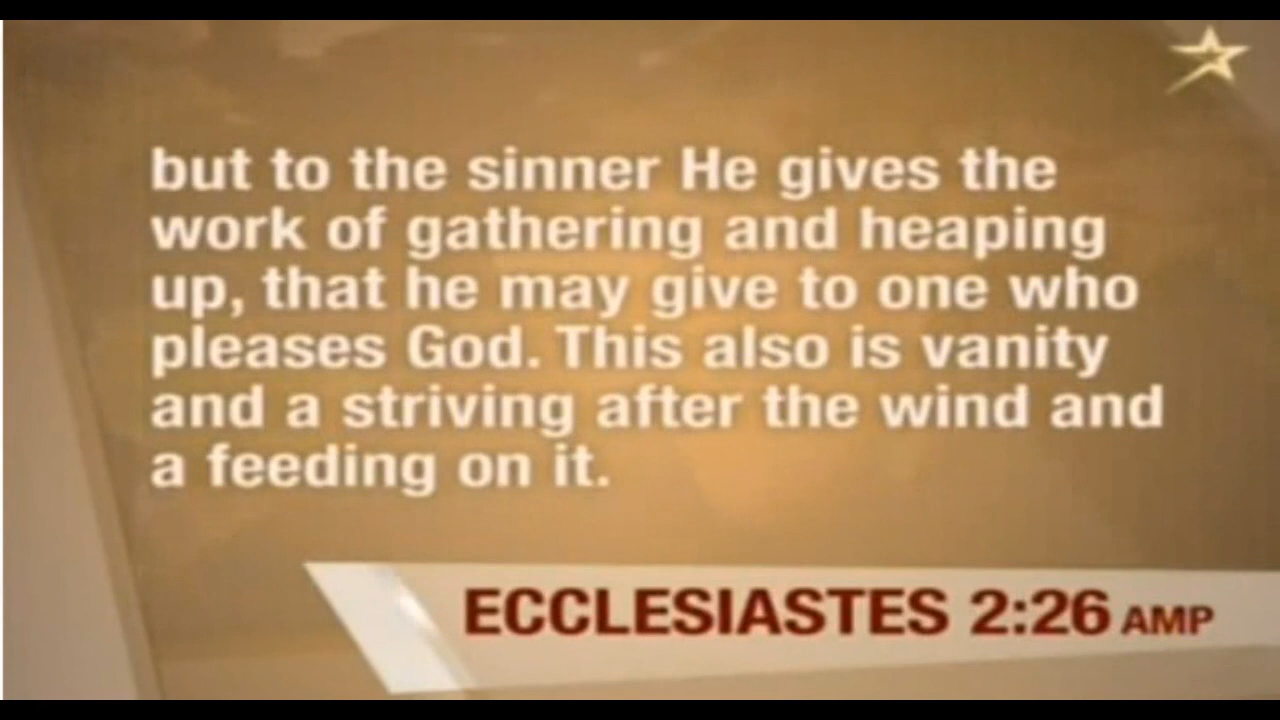 but to the sinner He gives the
work of gathering and heaping
up, that he may give to one who
pleases God. This also is vanity
and a striving after the wind and
a feeding on it.
ECCLESIASTES 2:26 AMP